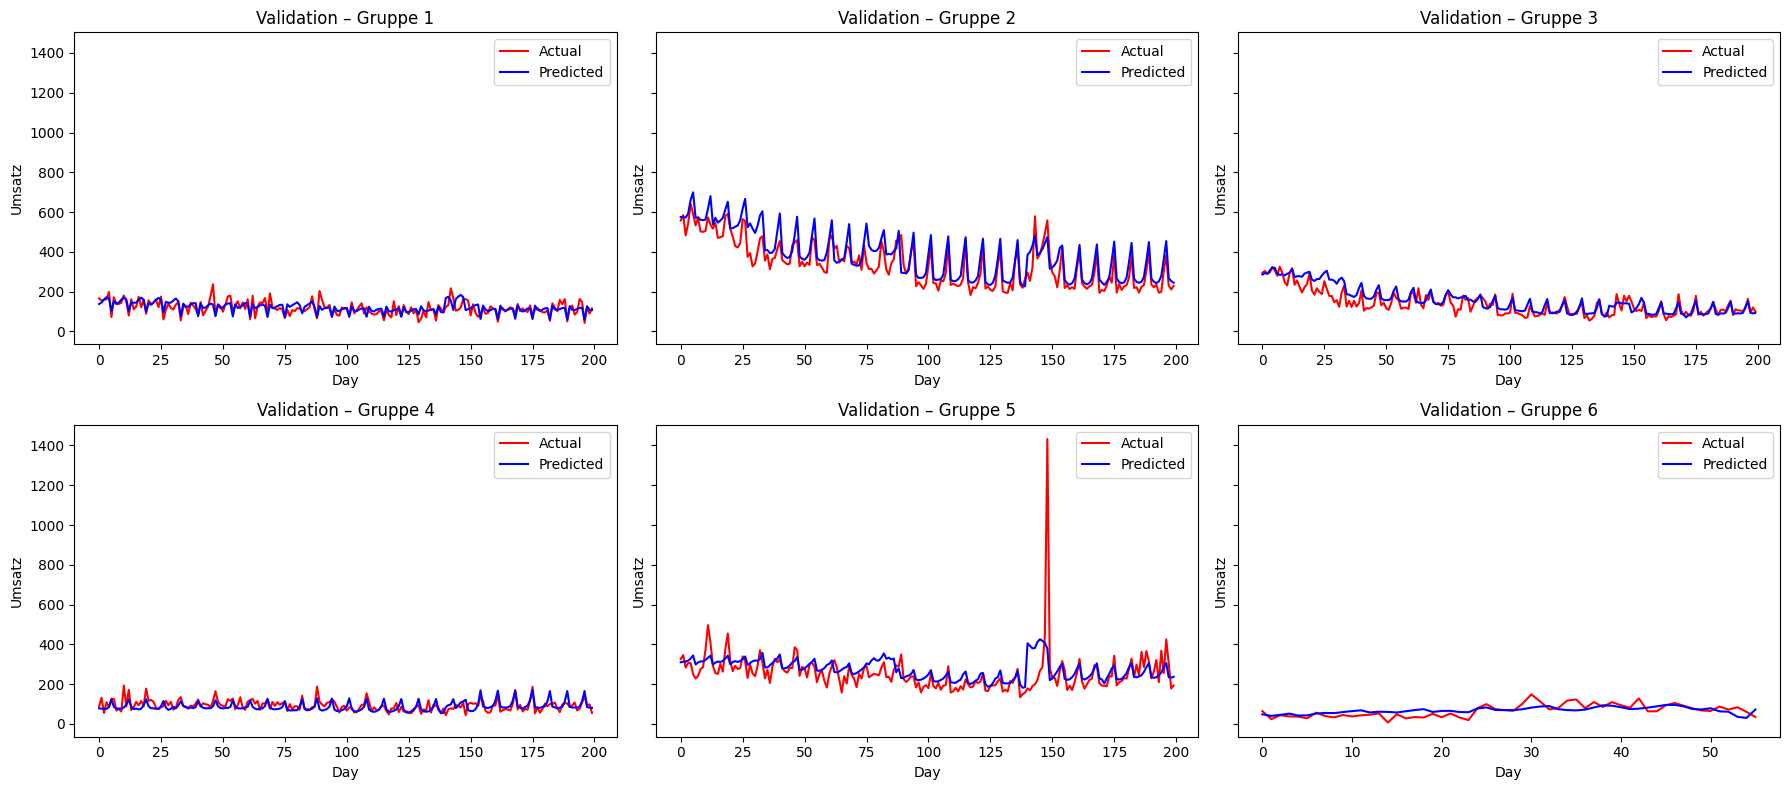 Validation – Gruppe 1
Validation – Gruppe 2
Validation – Gruppe 3
1400
1200
1000
800
600
400
200
0
Umsatz
Umsatz
Umsatz
Actual
Predicted
Actual
Predicted
Actual
Predicted
0 25 50 75 100 125 150 175 200
0 25 50 75 100 125 150 175 200
0 25 50 75 100 125 150 175 200
Day
Day
Day
Validation – Gruppe 4
Validation – Gruppe 5
Validation – Gruppe 6
1400
1200
1000
800
600
400
200
0
Umsatz
Umsatz
Umsatz
Actual
Predicted
Actual
Predicted
Actual
Predicted
0 25 50 75 100 125 150 175 200
0 25 50 75 100 125 150 175 200
0 10 20 30 40 50
Day
Day
Day